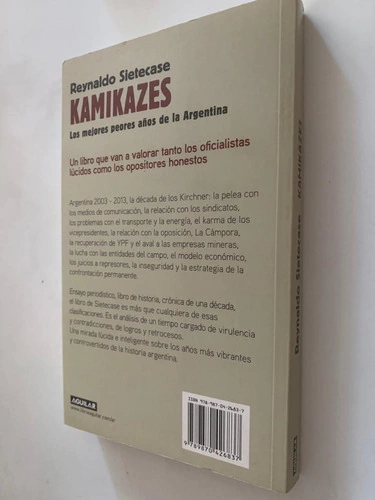 Reynaldo Sietecase
KAMIKAZES
Los mejores peores años de la Argentina
Un libro que van a valorar tanto los oficialistas
lúcidos como los opositores honestos
Argentina 2003 - 2013, la década de los Kirchner: la pelea con
los medios de comunicación, la relación con los sindicatos,
los problemas con el transporte y la energía, el karma de los
vicepresidentes, la relación con la oposición, La Cámpora,
la recuperación de YPF y el aval a las empresas mineras,
la lucha con las entidades del campo, el modelo económico,
los juicios a represores, la inseguridad y la estrategia de la
confrontación permanente.
Ensayo periodístico, libro de historia, crónica de una década,
el libro de Sietecase es más que cualquiera de esas
clasificaciones. Es el análisis de un tiempo cargado de virulencia
y contradicciones, de logros y retrocesos.
Una mirada lúcida e inteligente sobre los años más vibrantes
y controvertidos de la historia argentina.
AGUILAR
ISBN 978-987-04-2683-7
9789870426837
Reynaldo Sietecase KAMIKAZES